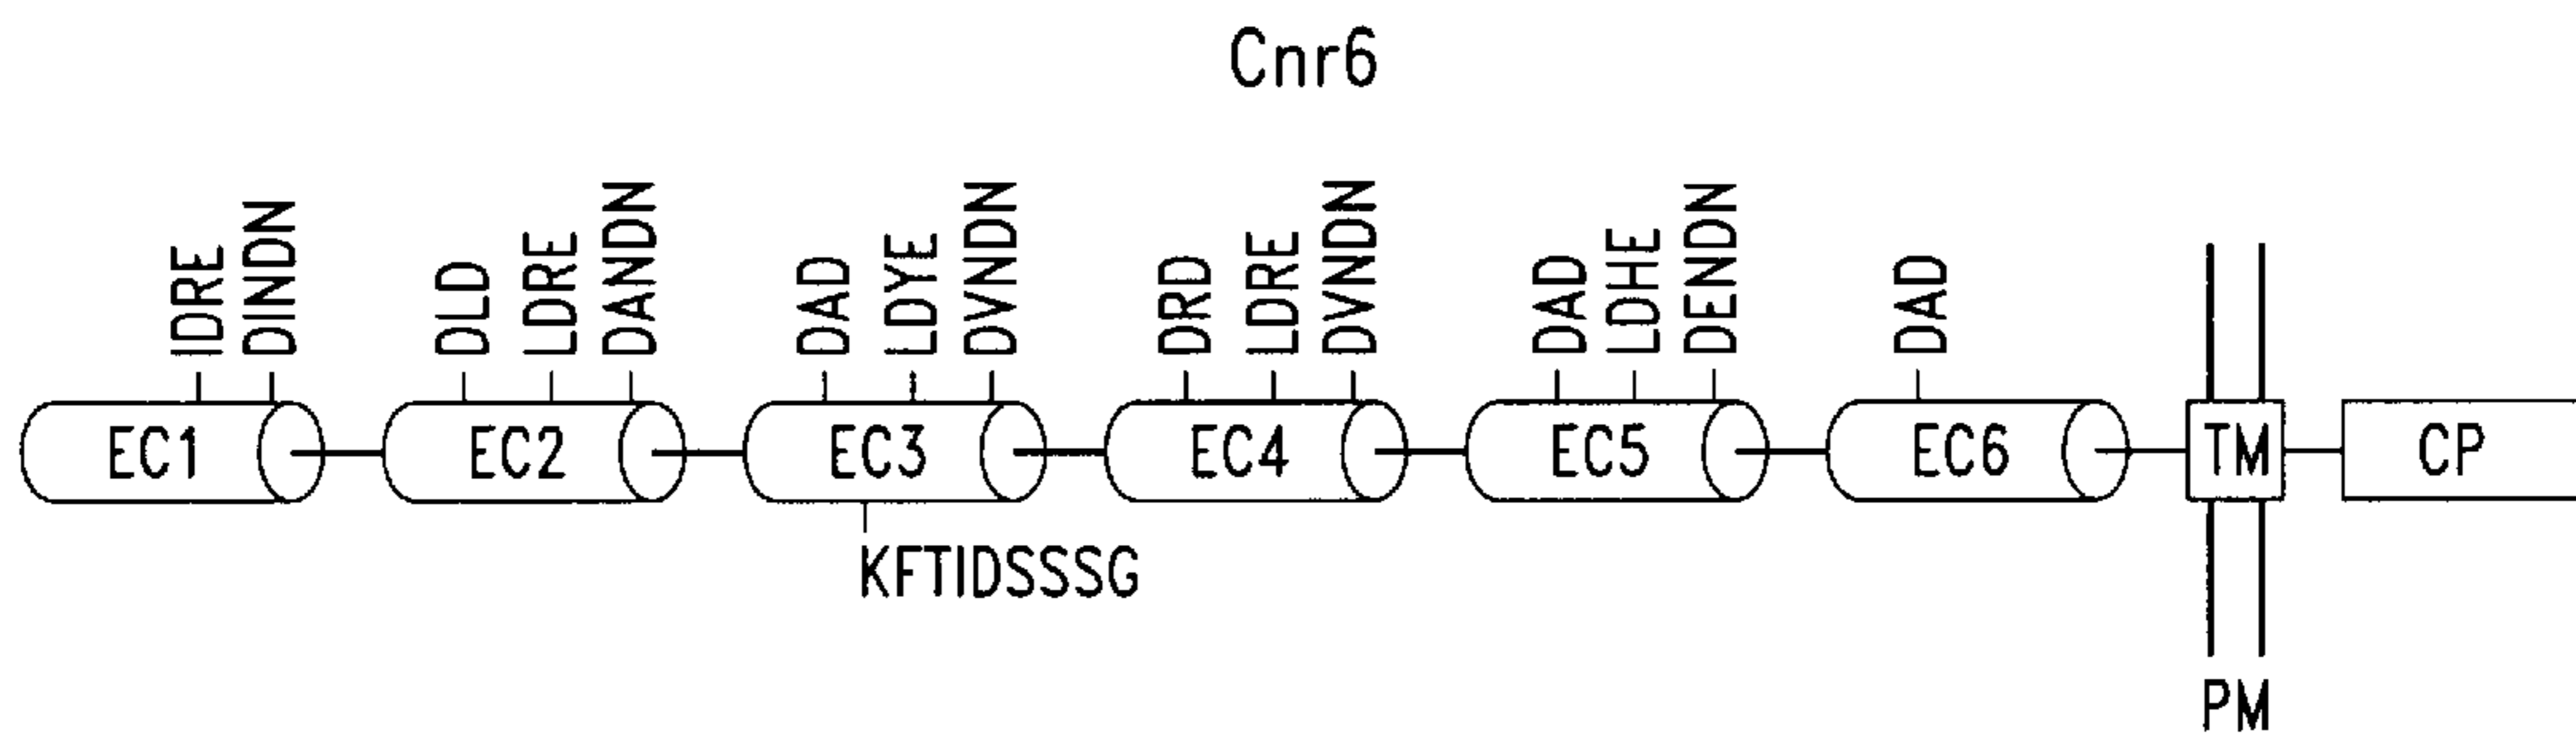 Cnr6
IDRE
DINDN
DLD
LDRE
DANDN
DAD
LDYE
DVNDN
DRD
LDRE
DVNDN
DAD
LDHE
DENDN
DAD
EC1
EC2
EC3
EC4
EC5
EC6
TM
CP
KFTIDSSSG
PM